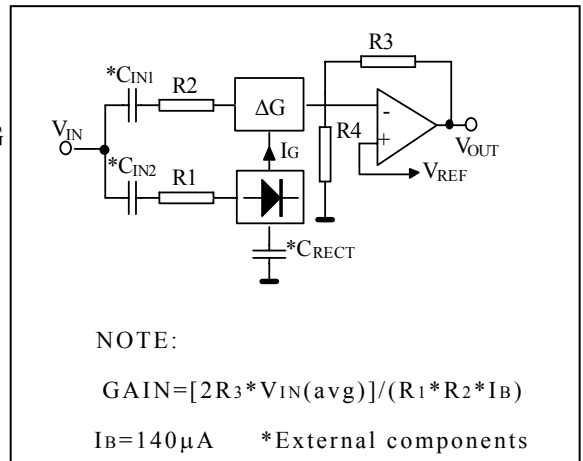 *CIN1
R2
R3
G
VIN
ΔG
R4
-
+
VOUT
VREF
IG
*CIN2
R1
*CRECT
NOTE:
GAIN=[2R3*VIN(avg)]/(R1*R2*IB)
IB=140μA *External components